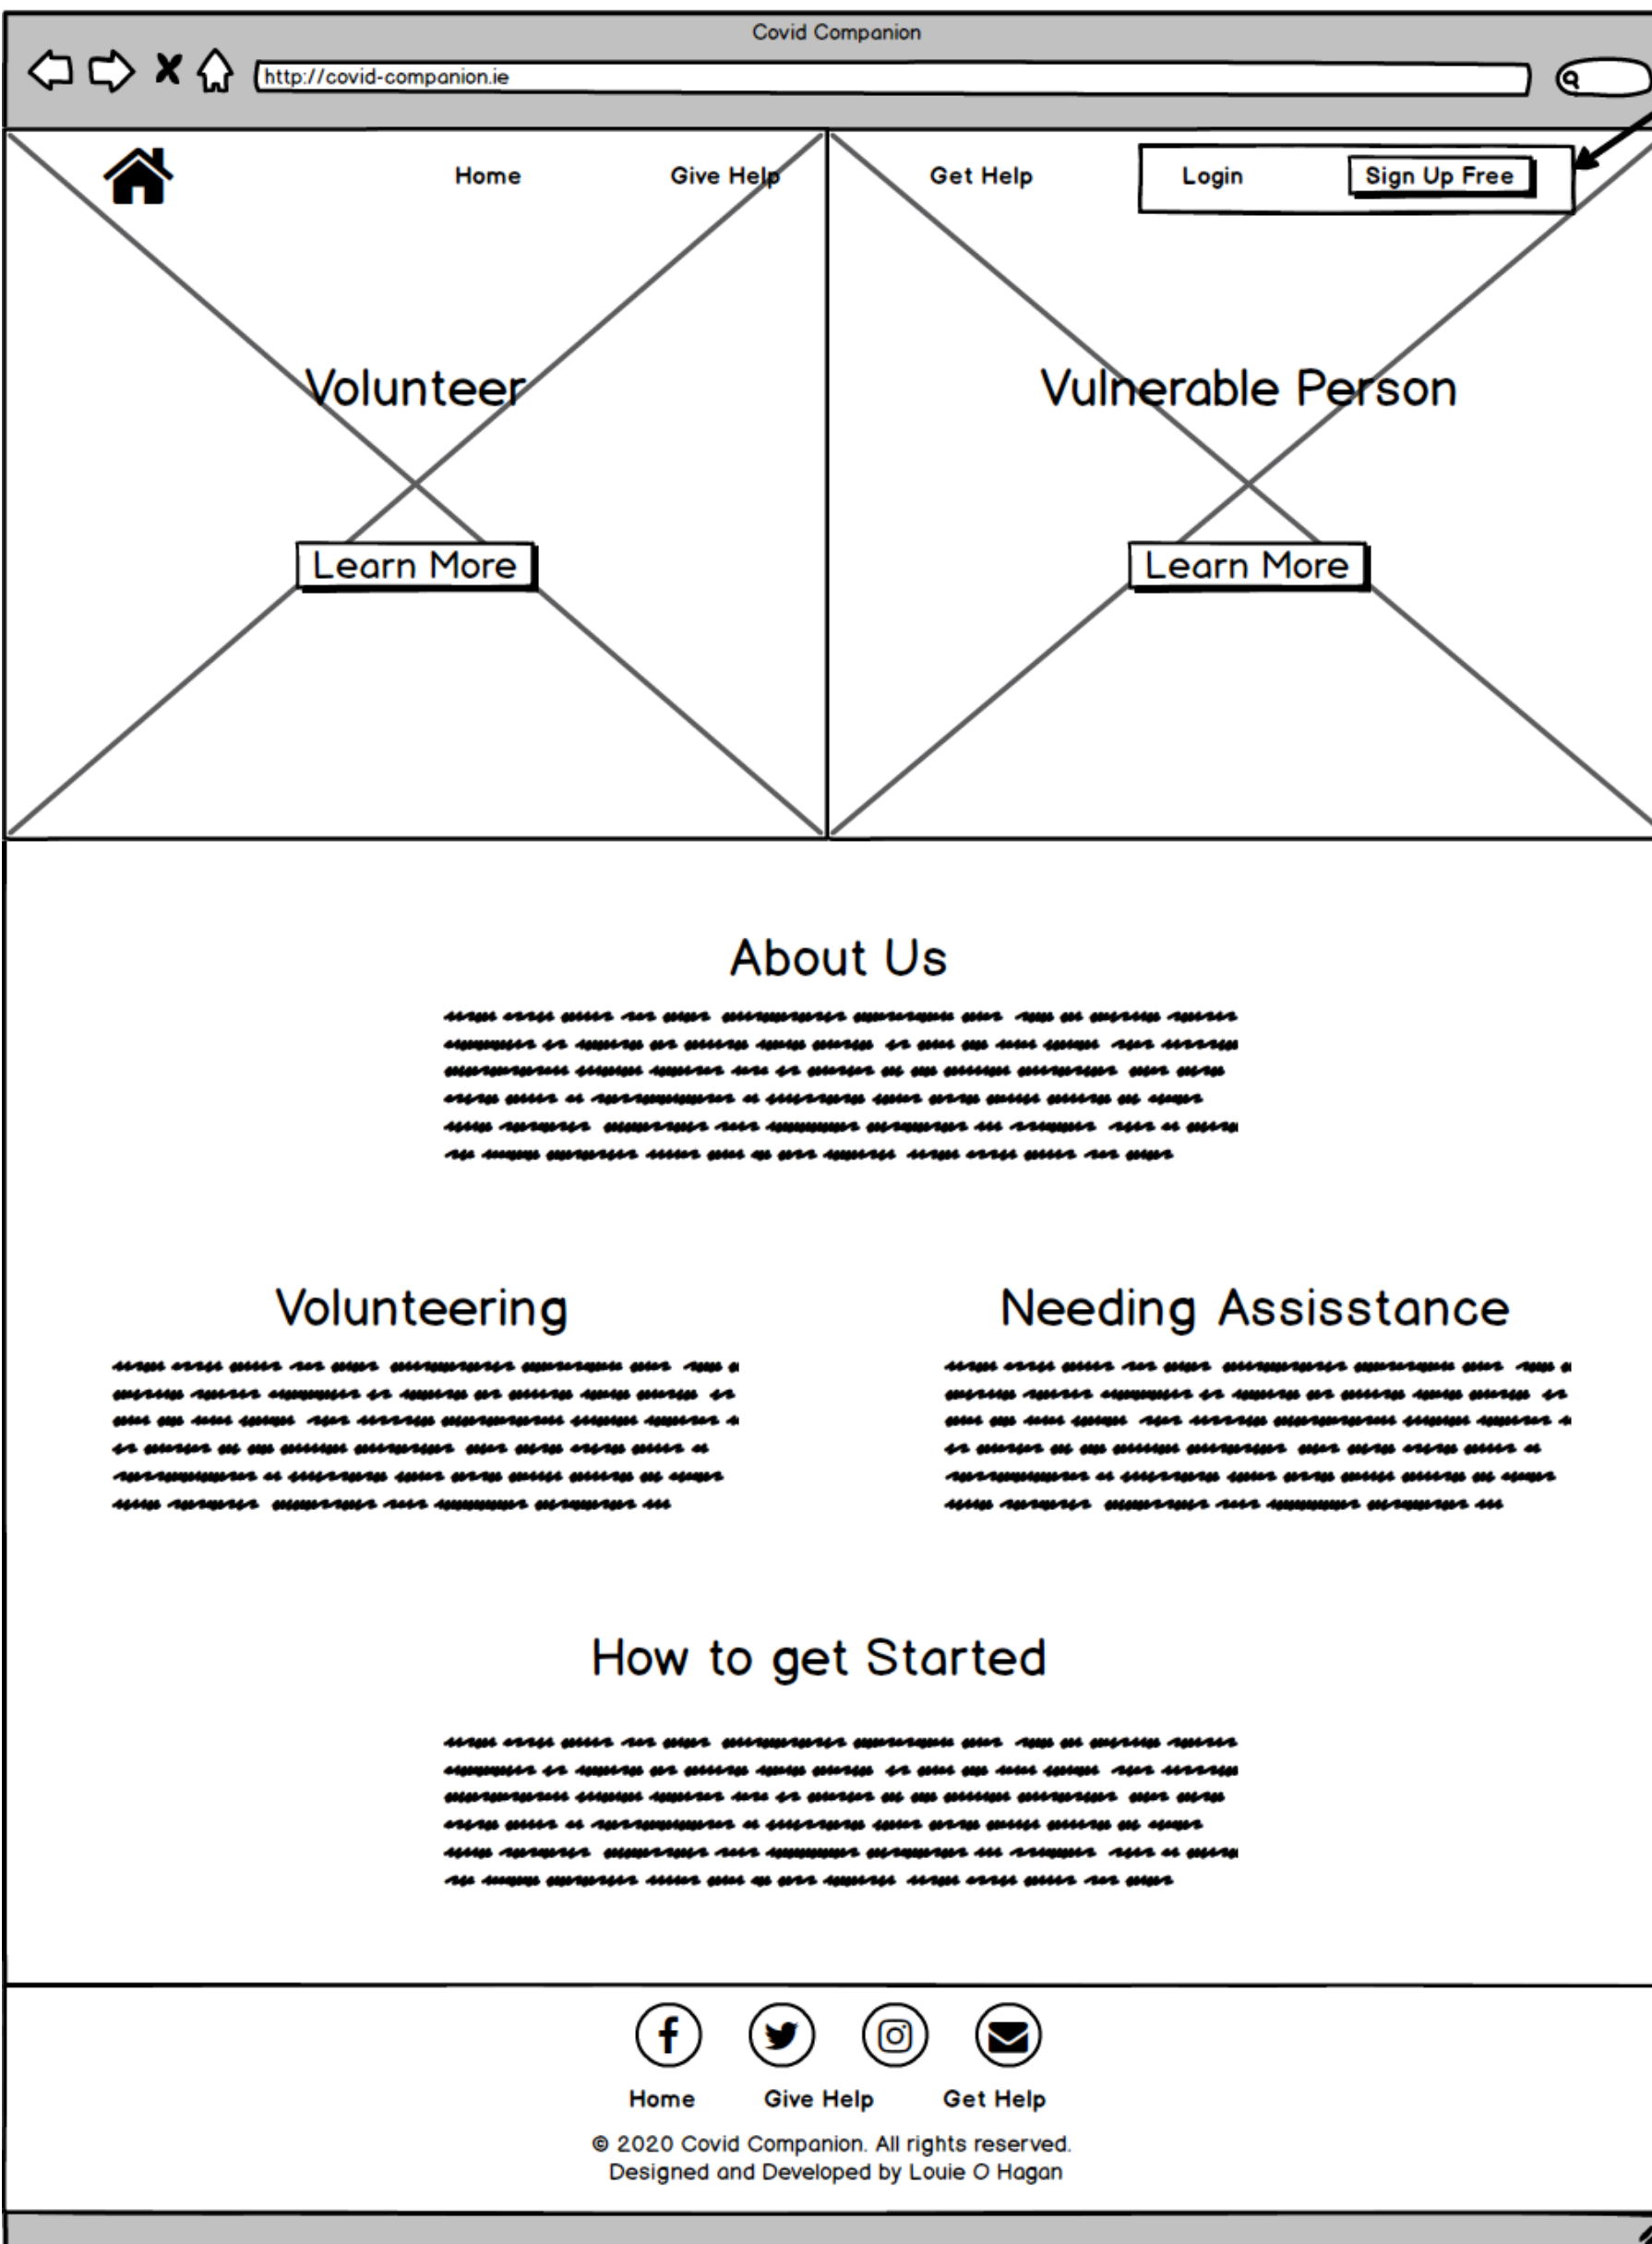 Covid Companion
http://covid-companion.ie
Home Give Help Get Help Login Sign Up Free
Volunteer Vulnerable Person
Learn More Learn More
About Us
Volunteering Needing Assisstance
How to get Started
Home Give Help Get Help
© 2020 Covid Companion. All rights reserved.
Designed and Developed by Louie O Hagan